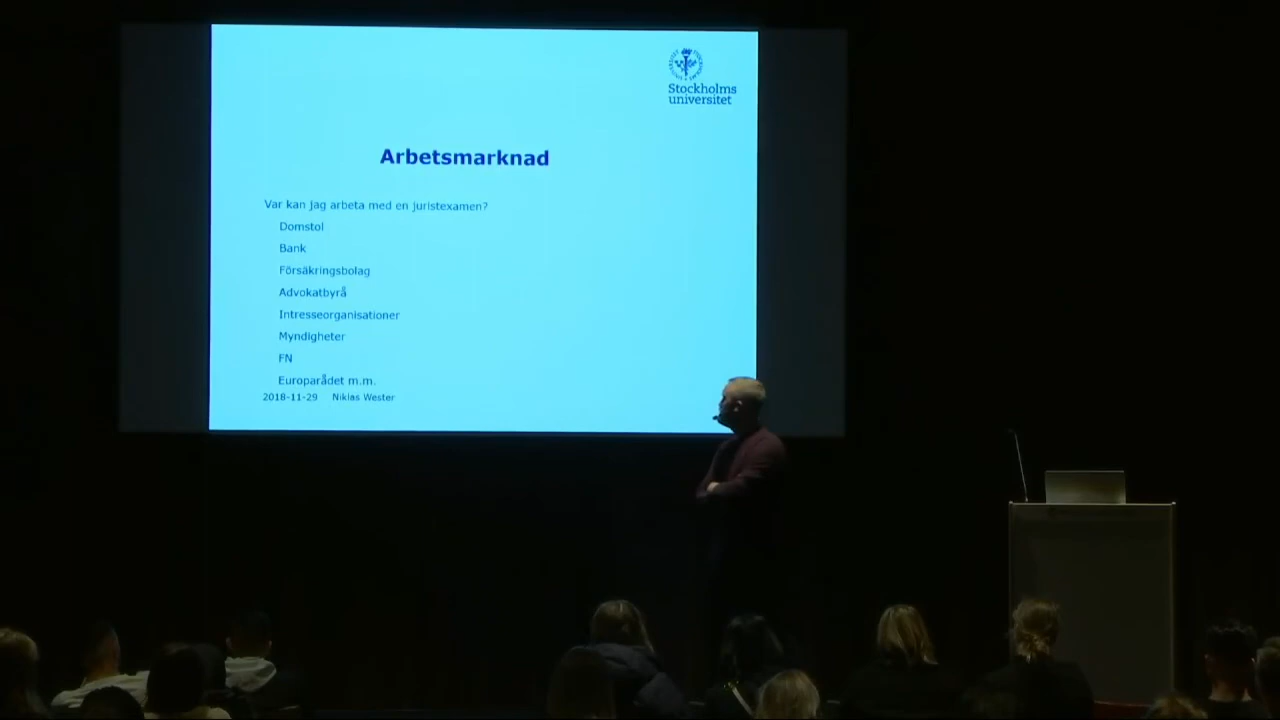 Stockholms
universitet
Arbetsmarknad
Var kan jag arbeta med en juristexamen?
Domstol
Bank
Försäkringsbolag
Advokatbyrå
Intresseorganisationer
Myndigheter
FN
Europarådet m.m.
2018-11-29 Niklas Wester